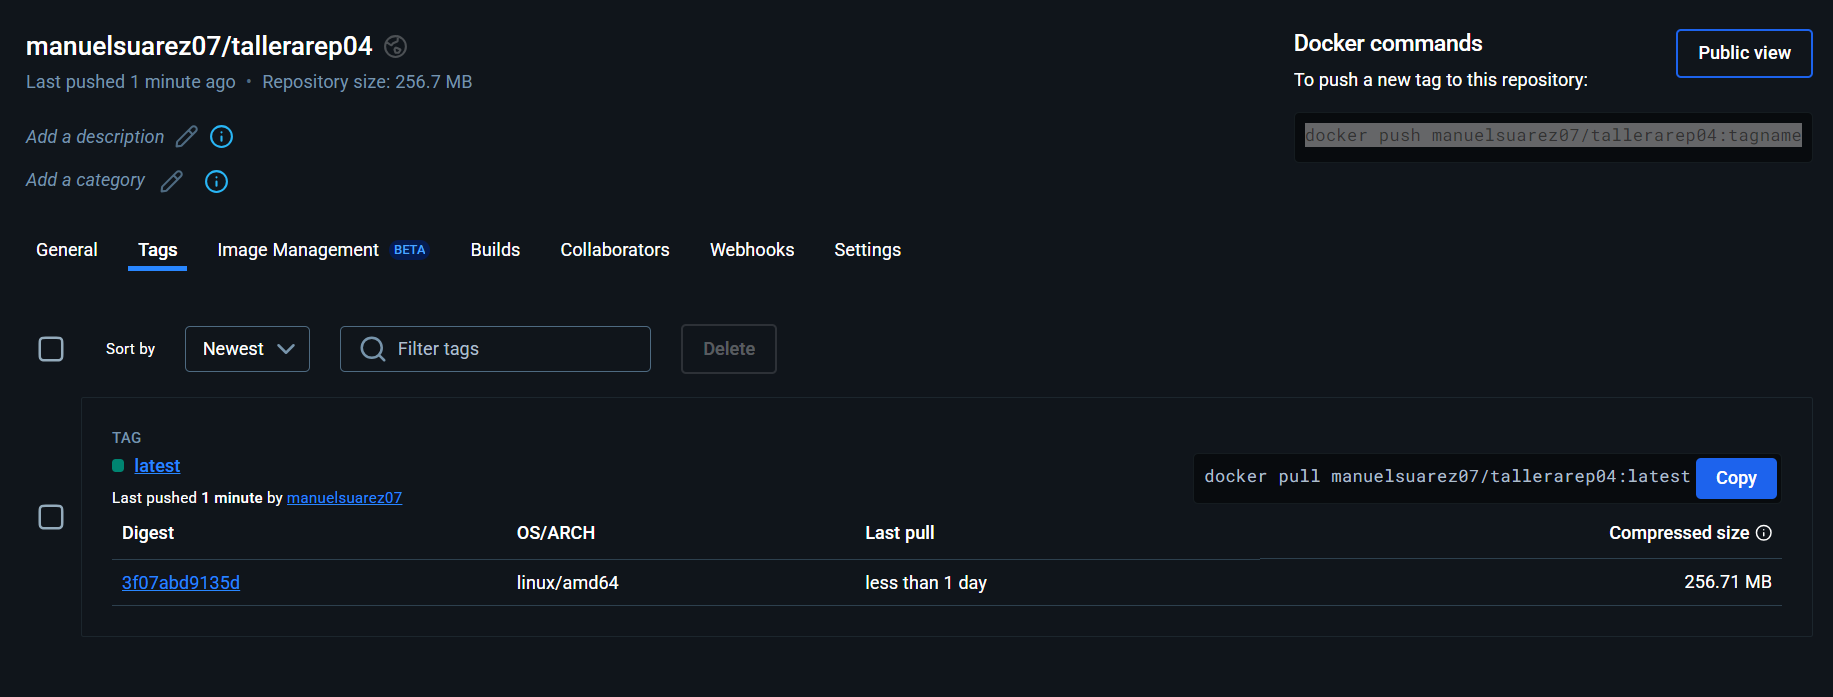 manuelsuarez07/tallerarep04
Last pushed 1 minute ago • Repository size: 256.7 MB
Add a description
Add a category
Docker commands
To push a new tag to this repository:
Public view
docker push manuelsuarez07/tallerarep04:tagname
General Tags Image Management BETA Builds Collaborators Webhooks Settings
Sort by Newest Filter tags Delete
TAG
latest
Last pushed 1 minute by manuelsuarez07
docker pull manuelsuarez07/tallerarep04:latest Copy
Digest OS/ARCH Last pull Compressed size
3f07abd9135d linux/amd64 less than 1 day 256.71 MB